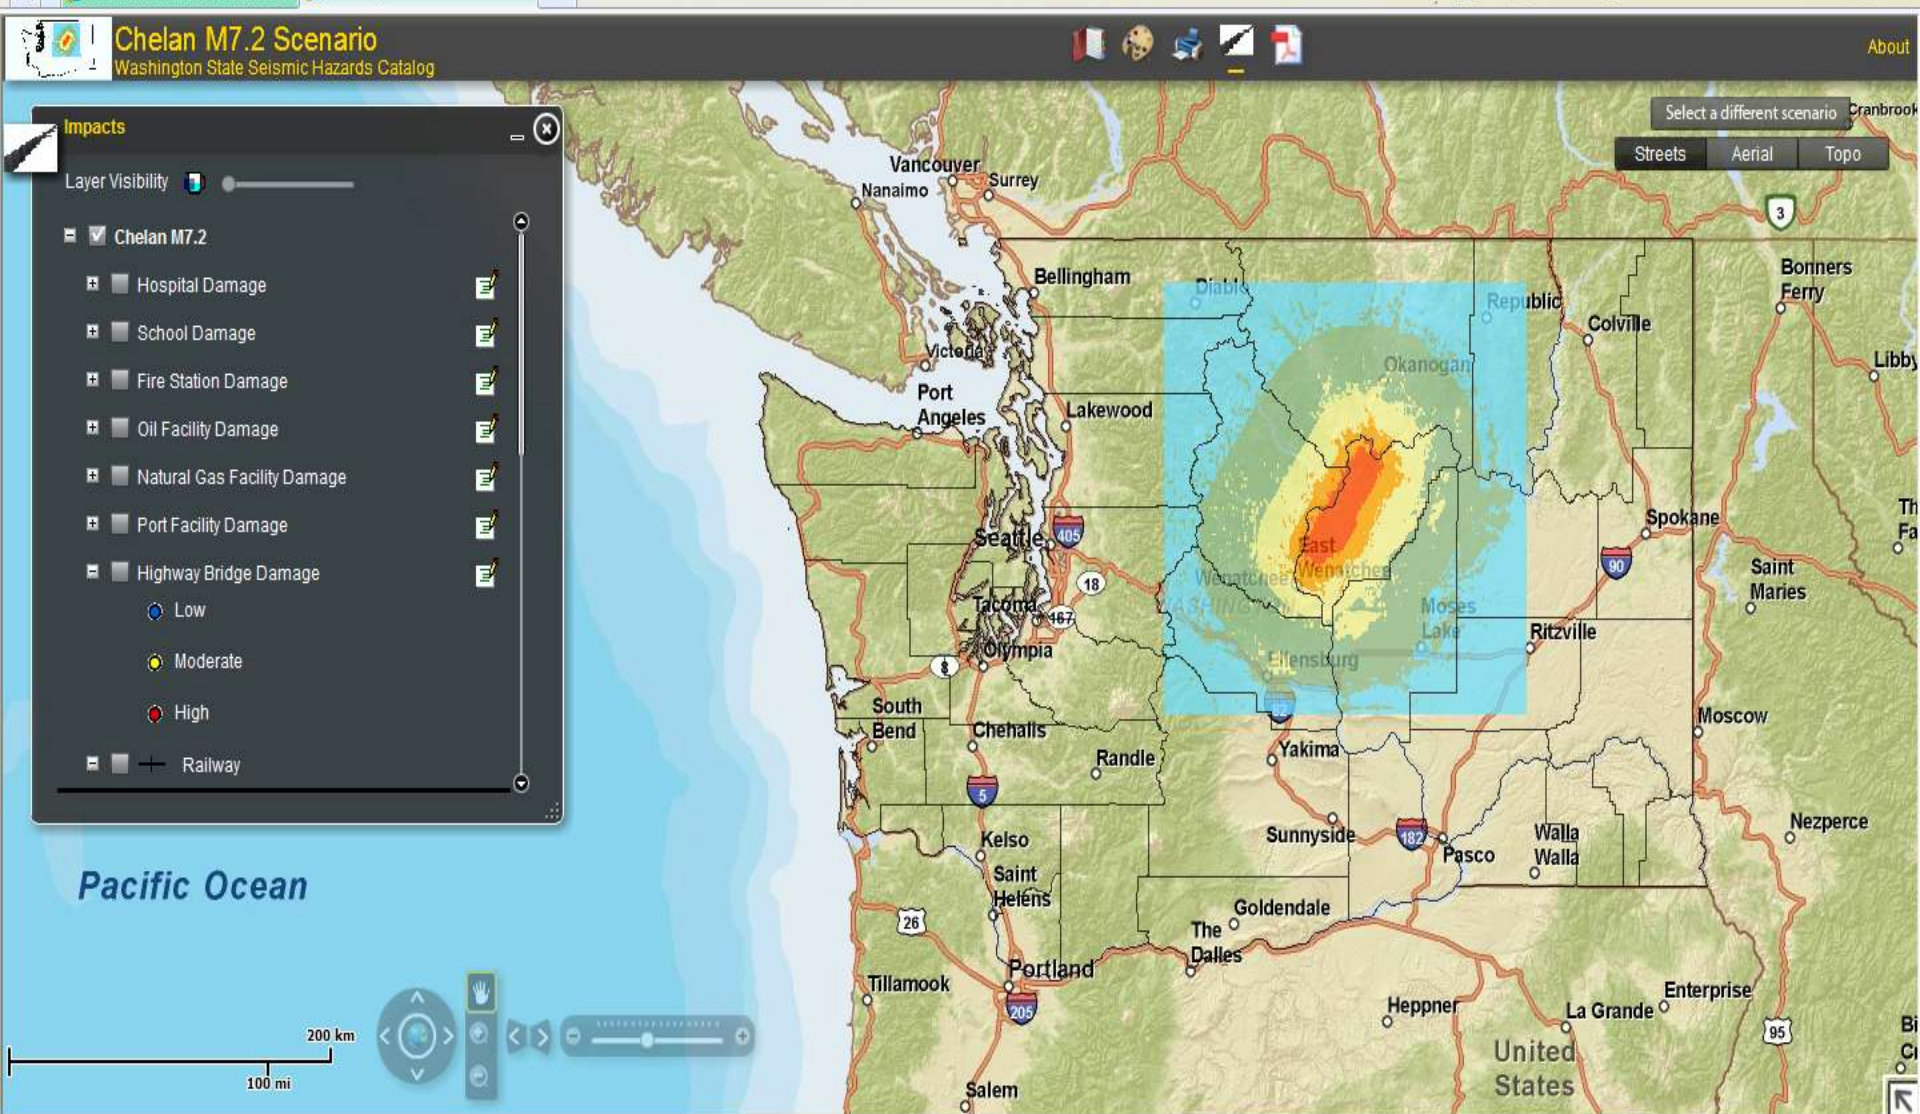 Chelan M7.2 Scenario
Washington State Seismic Hazards Catalog
About
Impacts
Layer Visibility
Chelan M7.2
Hospital Damage
School Damage
Fire Station Damage
Oil Facility Damage
Natural Gas Facility Damage
Port Facility Damage
Highway Bridge Damage
Low
Moderate
High
Railway
Select a different scenario
Streets
Aerial
Topo
Cranbrook
3
Vancouver
Surrey
Nanaimo
Bellingham
Diablo
Republic
Bonners
Ferry
Colville
Libby
Victoria
Okanogan
Port
Angeles
Lakewood
Spokane
Seattle
405
East
Wenatchee
Wenatchee
90
Saint
Maries
18
Tacoma
167
WASHINGTON
Moses
Lake
Ritzville
Olympia
8
Ellensburg
82
South
Bend
Chehalis
Moscow
Randle
Yakima
5
Kelso
Sunnyside
182
Pasco
Walla
Walla
Nezperce
Saint
Helens
Pacific Ocean
26
Goldendale
The
Dalles
Portland
Tillamook
205
Heppner
La Grande
Enterprise
95
United
States
Salem
200 km
100 mi